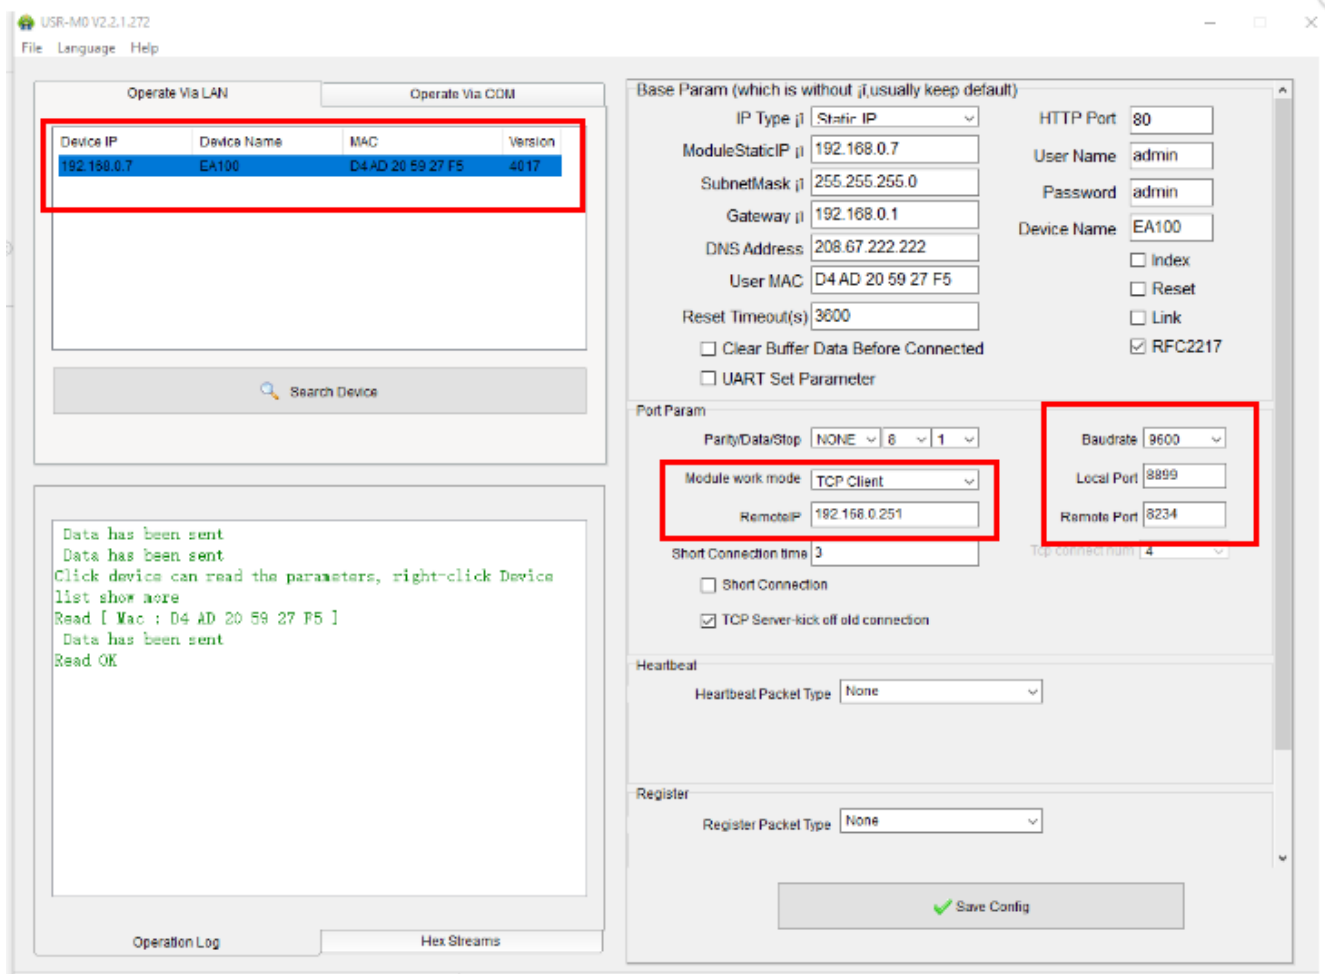 USR-M0 V2.2.1.272
File Language Help
Operate Via LAN
Operate Via COM
Device IP Device Name MAC Version
192.168.0.7 EA100 D4 AD 20 59 27 F5 4017
Search Device
Data has been sent
Data has been sent
Click device can read the parameters, right-click Device
list show more
Read [ Mac : D4 AD 20 59 27 F5 ]
Data has been sent
Read OK
Operation Log
Hex Streams
Base Param (which is without ¡ï,usually keep default)
IP Type ¡ï Static IP
ModuleStaticIP ¡ï 192.168.0.7
SubnetMask ¡ï 255.255.255.0
Gateway ¡ï 192.168.0.1
DNS Address 208.67.222.222
User MAC D4 AD 20 59 27 F5
Reset Timeout(s) 3600
Clear Buffer Data Before Connected
UART Set Parameter
HTTP Port 80
User Name admin
Password admin
Device Name EA100
Index
Reset
Link
RFC2217
Port Param
Parity/Data/Stop NONE 8 1
Module work mode TCP Client
RemoteIP 192.168.0.251
Short Connection time 3
Short Connection
TCP Server-kick off old connection
Baudrate 9600
Local Port 8899
Remote Port 8234
Tcp connect num 4
Heartbeat
Heartbeat Packet Type None
Register
Register Packet Type None
Save Config